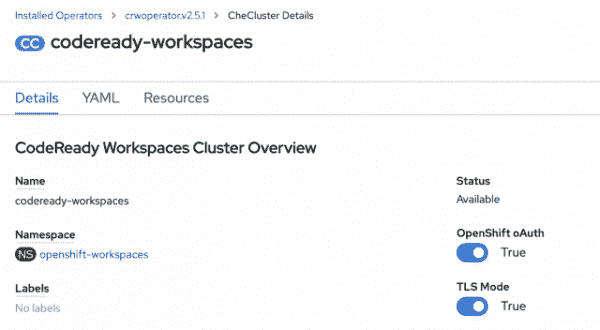 Installed Operators > crwoperator.v2.5.1 > CheCluster Details
CC codeready-workspaces
Details YAML Resources
CodeReady Workspaces Cluster Overview
Name
codeready-workspaces
Namespace
NS openshift-workspaces
Labels
No labels
Status
Available
OpenShift oAuth
True
TLS Mode
True